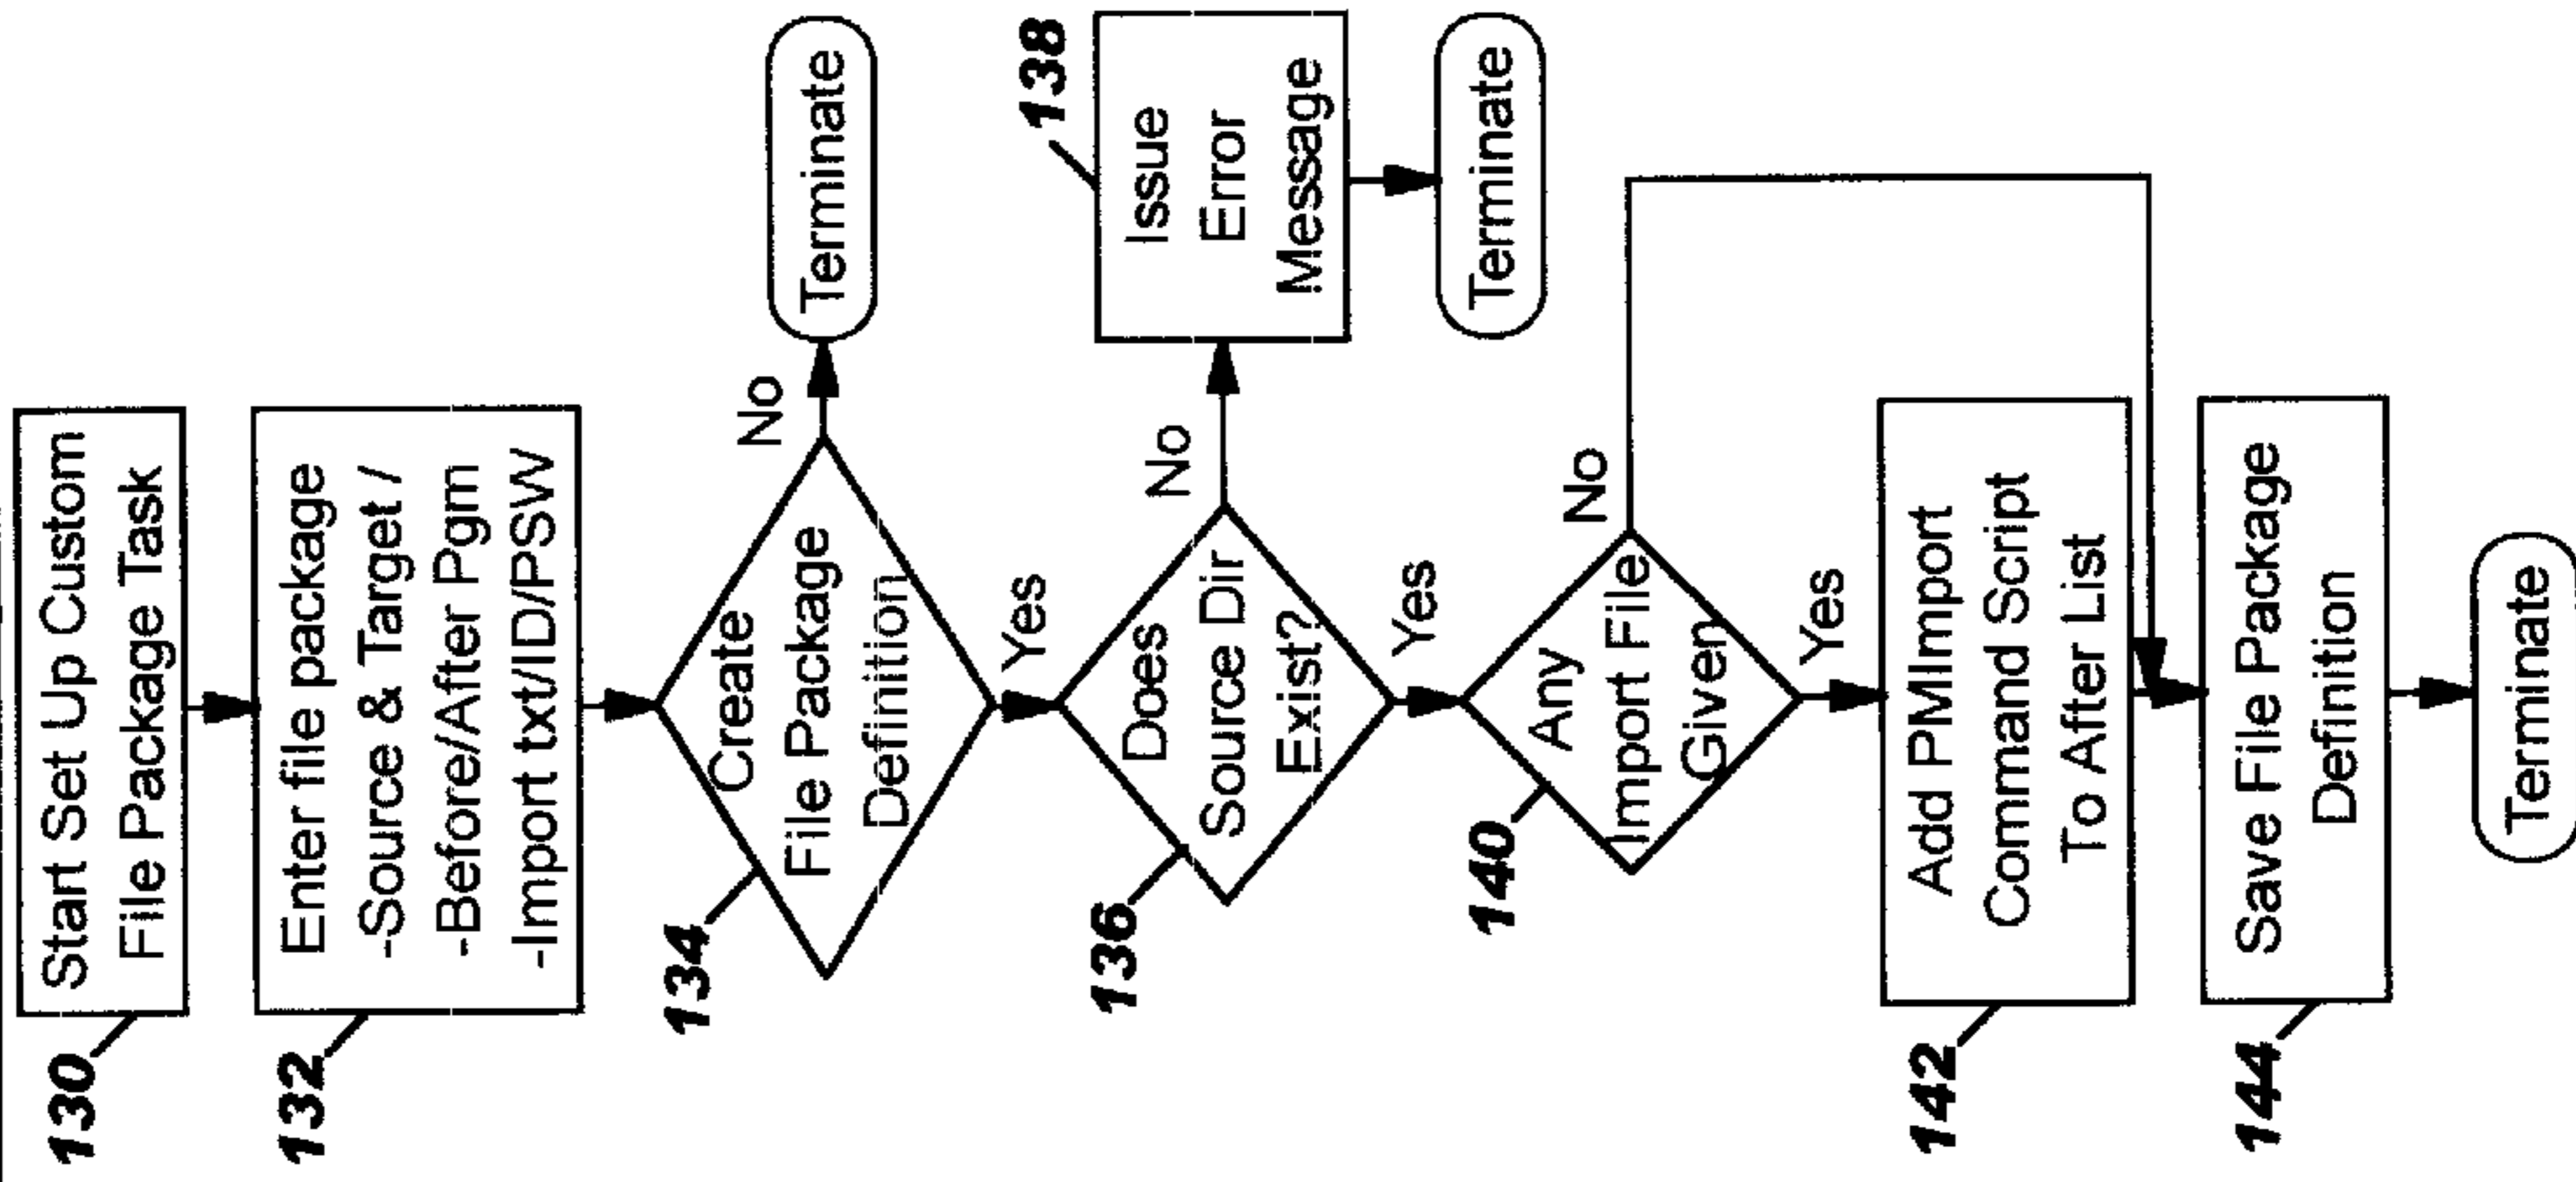 130
Start Set Up Custom
File Package Task
132
Enter file package
-Source & Target /
-Before/After Pgm
-Import txt/ID/PSW
134
Create
File Package
Definition
No
Terminate
Yes
136
Does
Source Dir
Exist?
No
138
Issue
Error
Message
Terminate
Yes
140
Any
Import File
Given
No
Yes
142
Add PMImport
Command Script
To After List
144
Save File Package
Definition
Terminate